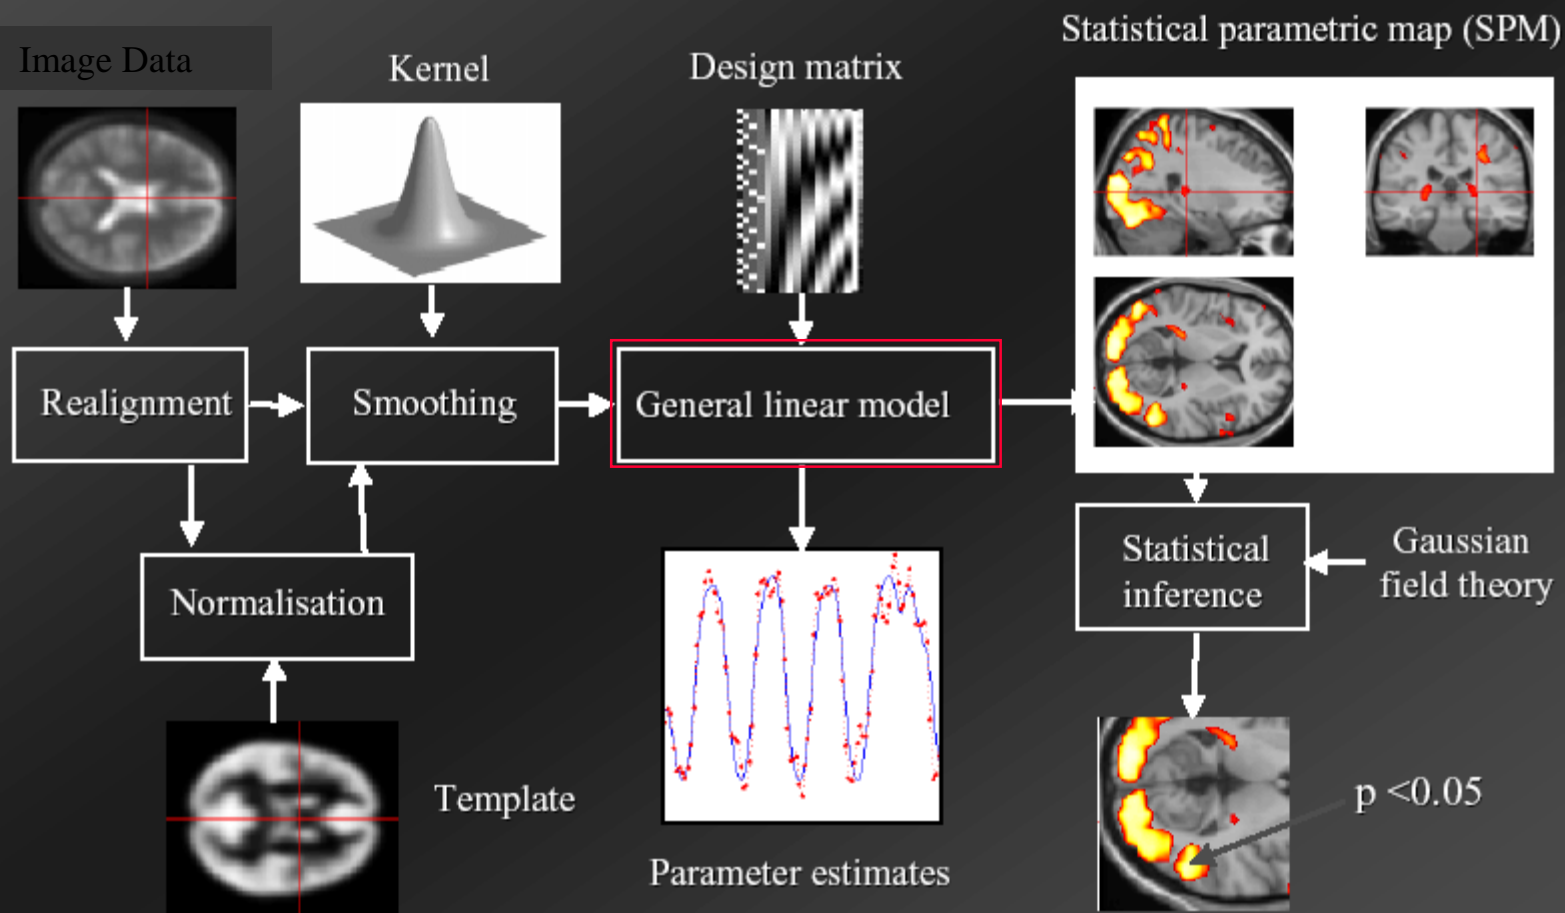 Statistical parametric map (SPM)
Image Data
Kernel
Design matrix
Realignment
Smoothing
General linear model
Statistical
inference
Gaussian
field theory
Normalisation
Template
p <0.05
Parameter estimates